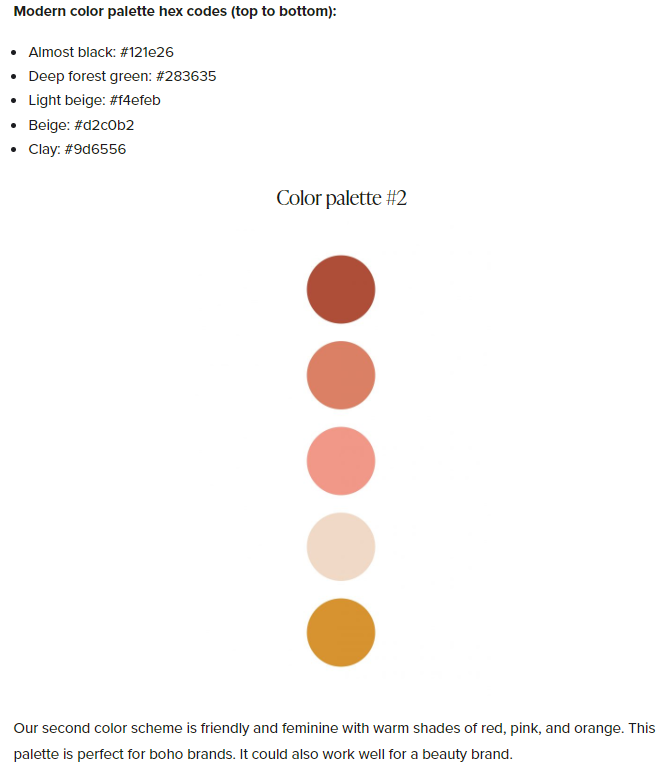 Modern color palette hex codes (top to bottom):
Almost black: #121e26
Deep forest green: #283635
Light beige: #f4efeb
Beige: #d2c0b2
Clay: #9d6556
Color palette #2
Our second color scheme is friendly and feminine with warm shades of red, pink, and orange. This
palette is perfect for boho brands. It could also work well for a beauty brand.